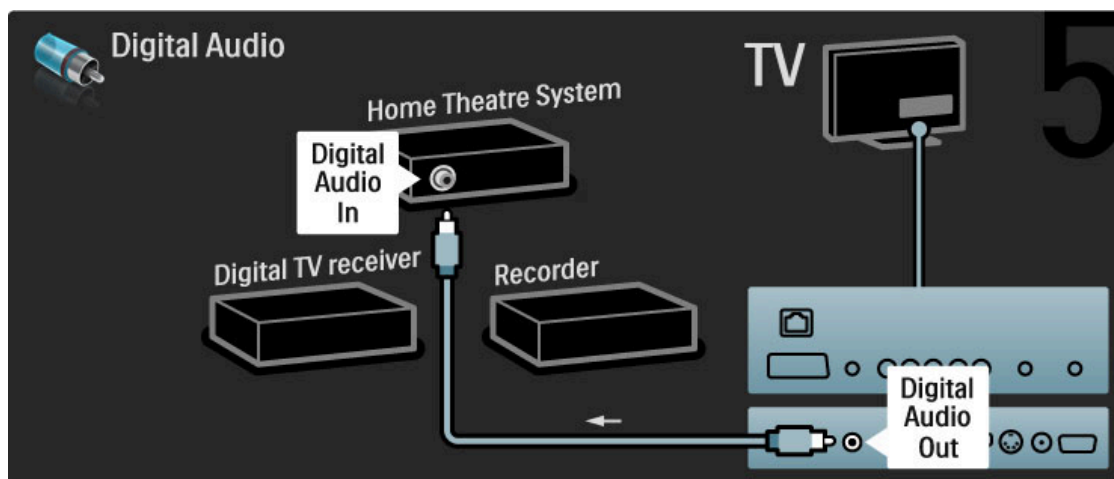 Digital Audio
TV
5
Home Theatre System
Digital
Audio
In
Digital TV receiver
Recorder
Digital
Audio
Out